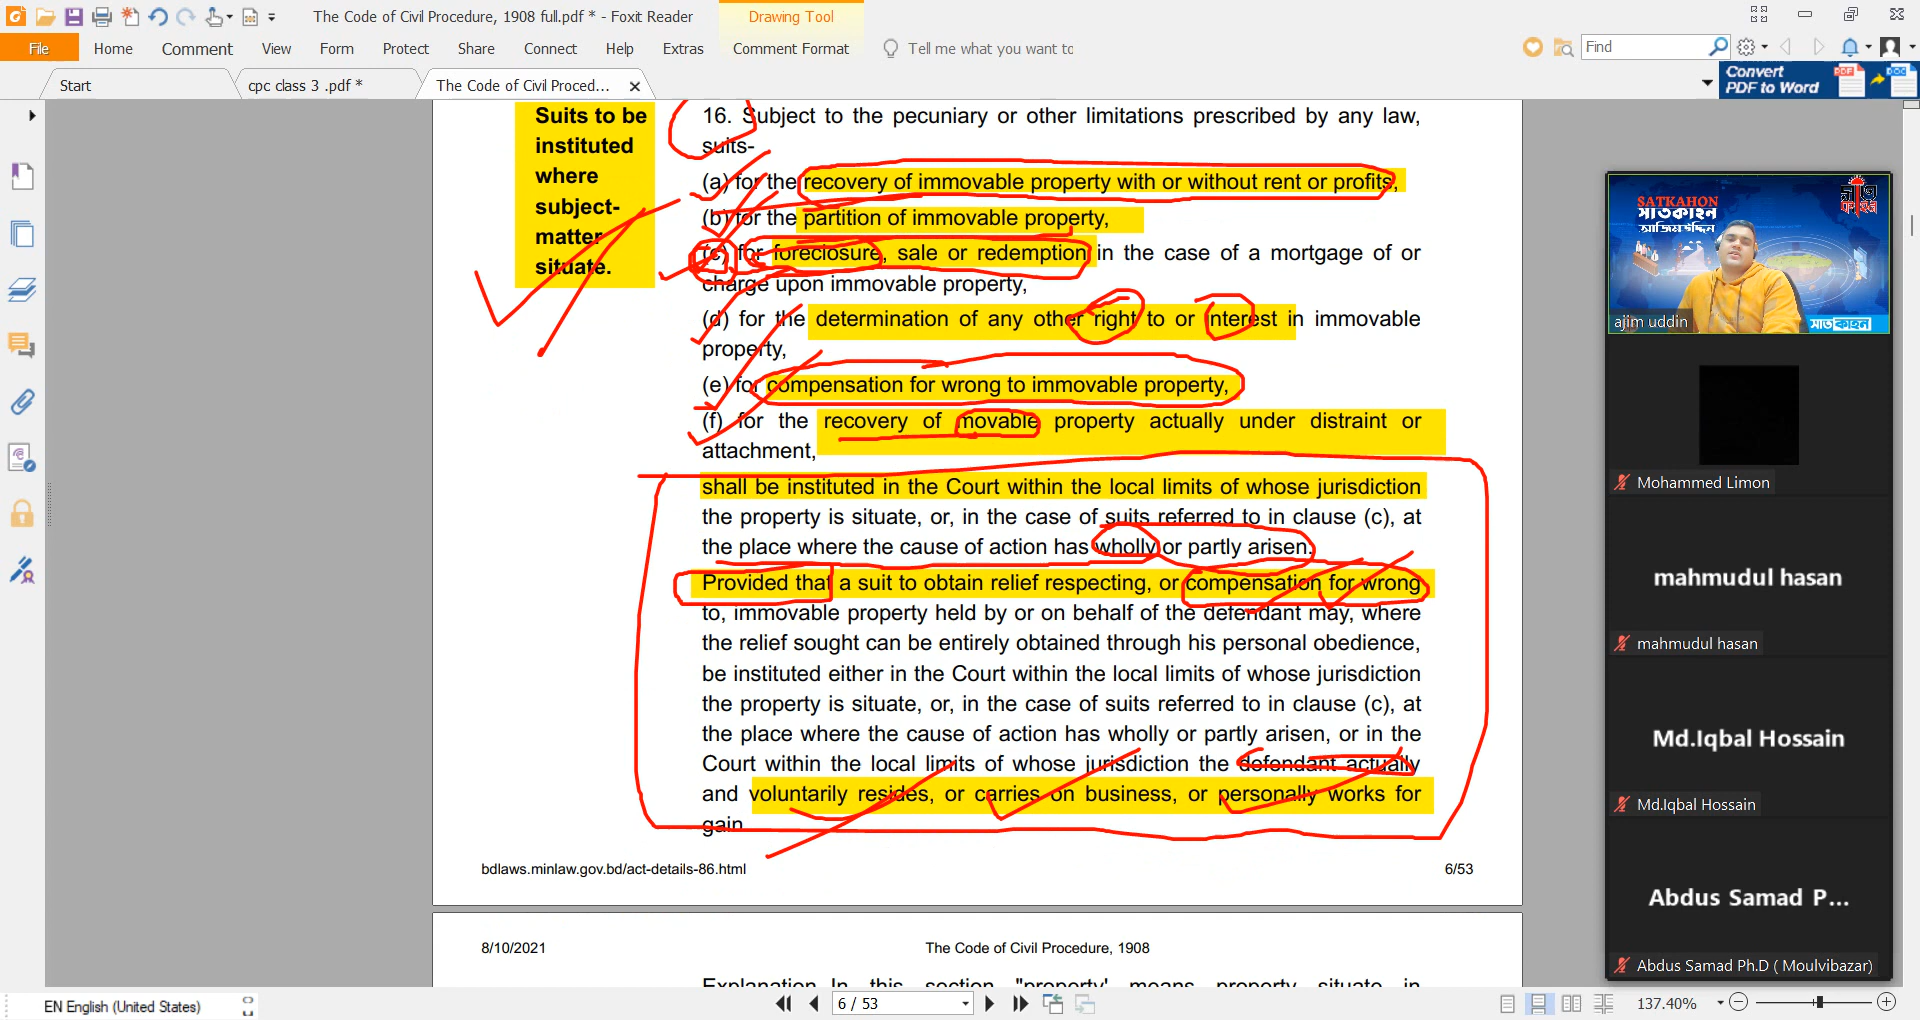 The Code of Civil Procedure, 1908 full.pdf * - Foxit Reader
Drawing Tool
File Home Comment View Form Protect Share Connect Help Extras Comment Format Tell me what you want to Find
Start cpc class 3 .pdf * The Code of Civil Proced...
Convert PDF to Word
Suits to be
instituted
where
subject-
matter
situate.
16. Subject to the pecuniary or other limitations prescribed by any law,
suits-
(a) for the recovery of immovable property with or without rent or profits,
(b) for the partition of immovable property,
(c) for foreclosure, sale or redemption in the case of a mortgage of or
charge upon immovable property,
(d) for the determination of any other right to or interest in immovable
property,
(e) for compensation for wrong to immovable property,
(f) for the recovery of movable property actually under distraint or
attachment,
shall be instituted in the Court within the local limits of whose jurisdiction
the property is situate, or, in the case of suits referred to in clause (c), at
the place where the cause of action has wholly or partly arisen.
Provided that a suit to obtain relief respecting, or compensation for wrong
to, immovable property held by or on behalf of the defendant may, where
the relief sought can be entirely obtained through his personal obedience,
be instituted either in the Court within the local limits of whose jurisdiction
the property is situate, or, in the case of suits referred to in clause (c), at
the place where the cause of action has wholly or partly arisen, or in the
Court within the local limits of whose jurisdiction the defendant actually
and voluntarily resides, or carries on business, or personally works for
gain
bdlaws.minlaw.gov.bd/act-details-86.html 6/53
8/10/2021 The Code of Civil Procedure, 1908
Explanation.-In this section "property' means property situate in
SATKAHON
সাতকাহন
আজিম উদ্দিন
সাতকাহন
ajim uddin
Mohammed Limon
mahmudul hasan
mahmudul hasan
Md.Iqbal Hossain
Md.Iqbal Hossain
Abdus Samad P...
Abdus Samad Ph.D ( Moulvibazar)
EN English (United States)
6 / 53
137.40%